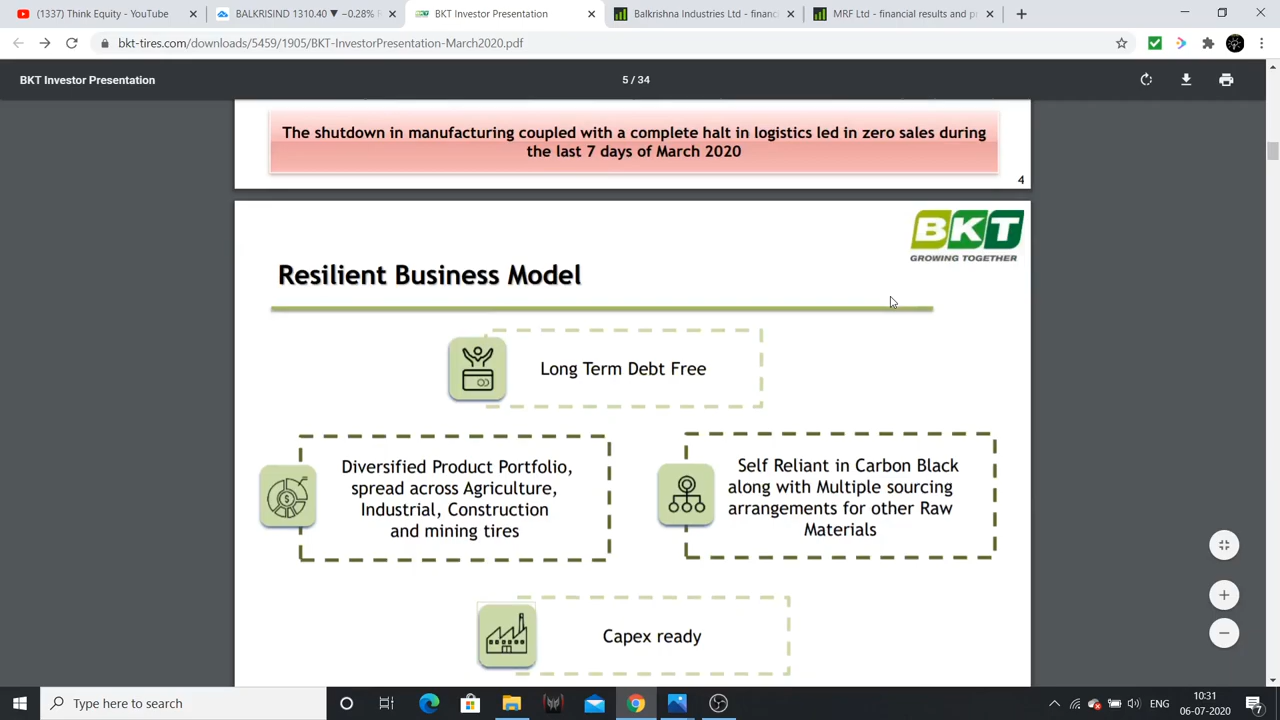 (1337) Think Equity - YouTube
BALKRISIND 1310.40 ▼ −0.28%
BKT Investor Presentation
Balkrishna Industries Ltd - financ
MRF Ltd - financial results and p
bkt-tires.com/downloads/5459/1905/BKT-InvestorPresentation-March2020.pdf
BKT Investor Presentation
5 / 34
The shutdown in manufacturing coupled with a complete halt in logistics led in zero sales during
the last 7 days of March 2020
4
BKT
GROWING TOGETHER
Resilient Business Model
Long Term Debt Free
Diversified Product Portfolio,
spread across Agriculture,
Industrial, Construction
and mining tires
Self Reliant in Carbon Black
along with Multiple sourcing
arrangements for other Raw
Materials
Capex ready
Type here to search
ENG
10:31
06-07-2020
7